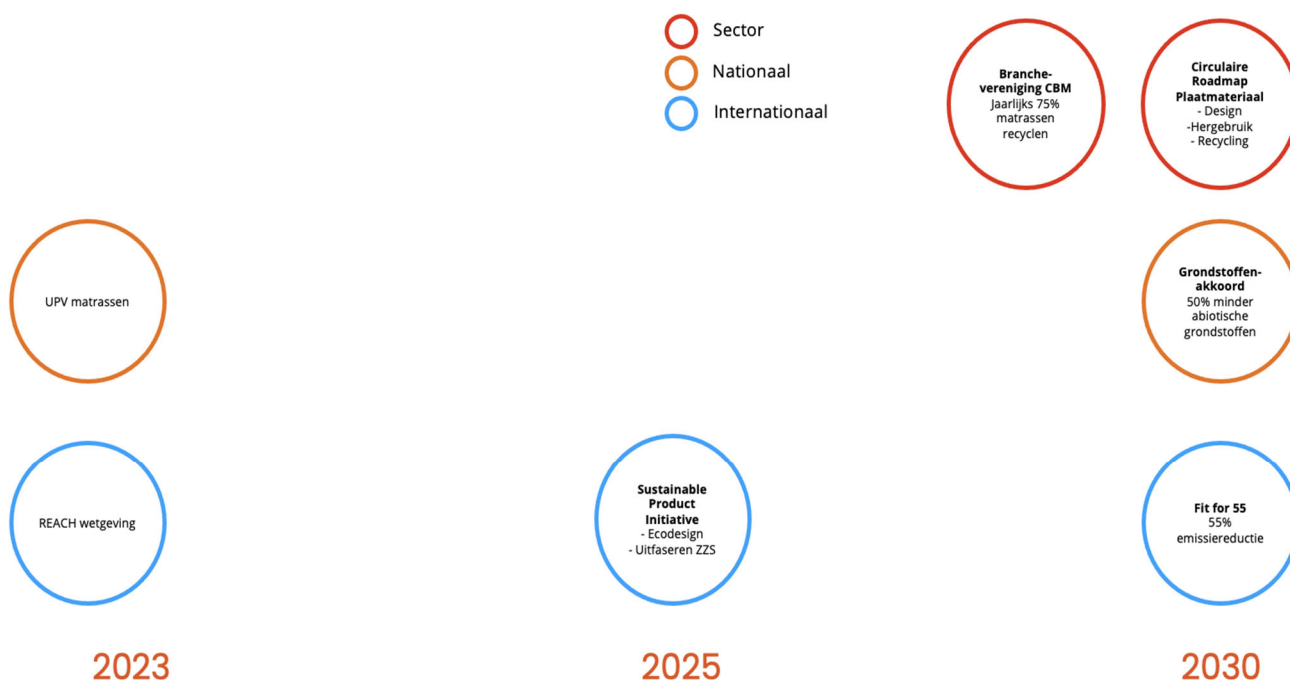 Sector
Nationaal
Internationaal
Branche-
vereniging CBM
Jaarlijks 75%
matrassen
recyclen
Circulaire
Roadmap
Plaatmateriaal
- Design
-Hergebruik
- Recycling
UPV matrassen
Grondstoffen-
akkoord
50% minder
abiotische
grondstoffen
REACH wetgeving
Sustainable
Product
Initiative
- Ecodesign
- Uitfaseren ZZS
Fit for 55
55%
emissiereductie
2023
2025
2030